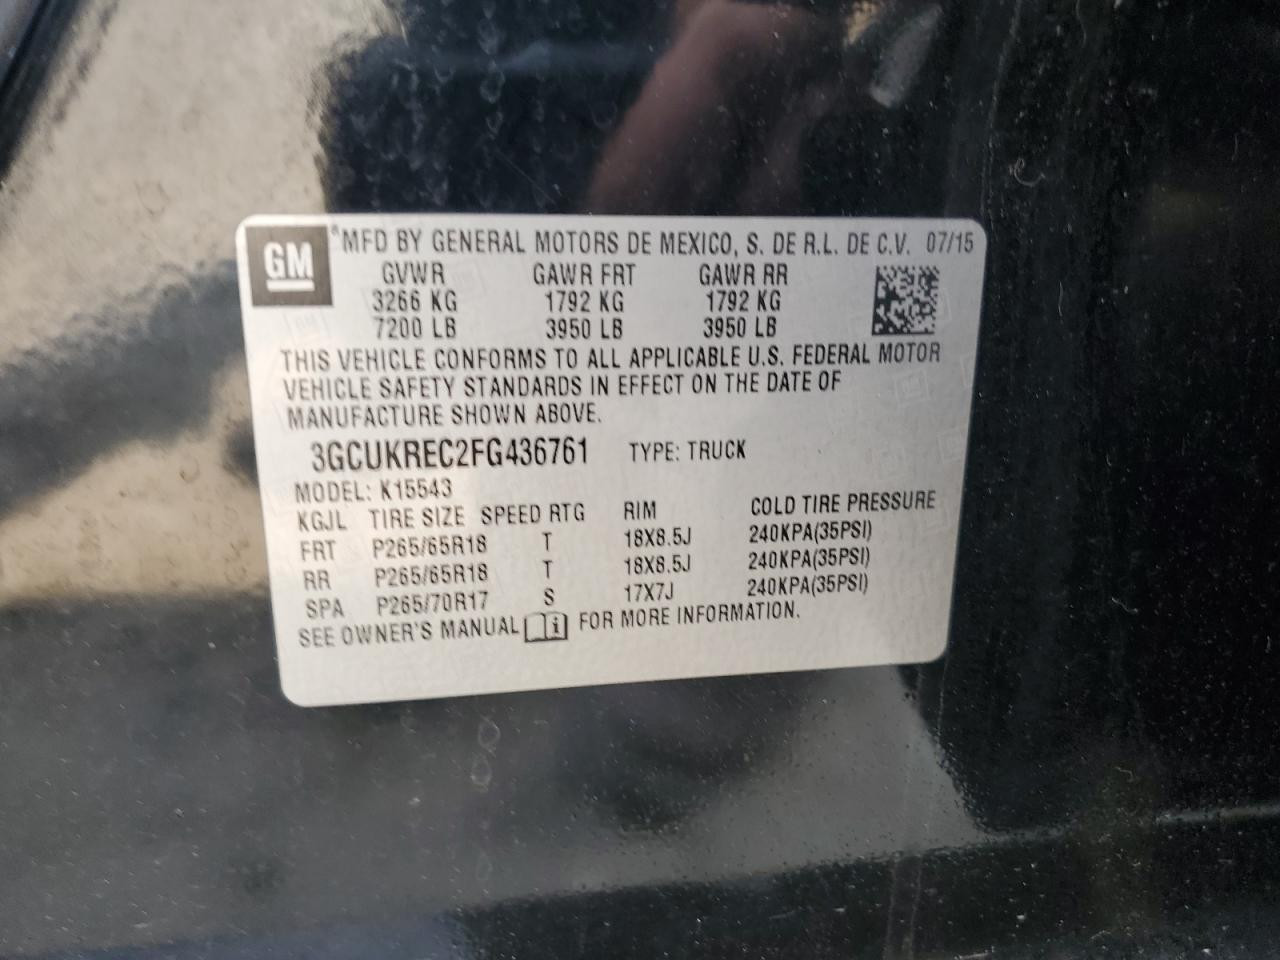 GM
MFD BY GENERAL MOTORS DE MEXICO, S. DE R.L. DE C.V. 07/15
GVWR GAWR FRT GAWR RR
3266 KG 1792 KG 1792 KG
7200 LB 3950 LB 3950 LB
THIS VEHICLE CONFORMS TO ALL APPLICABLE U.S. FEDERAL MOTOR
VEHICLE SAFETY STANDARDS IN EFFECT ON THE DATE OF
MANUFACTURE SHOWN ABOVE.
3GCUKREC2FG436761 TYPE: TRUCK
MODEL: K15543
KGJL TIRE SIZE SPEED RTG RIM COLD TIRE PRESSURE
FRT P265/65R18 T 18X8.5J 240KPA(35PSI)
RR P265/65R18 T 18X8.5J 240KPA(35PSI)
SPA P265/70R17 S 17X7J 240KPA(35PSI)
SEE OWNER'S MANUAL FOR MORE INFORMATION.